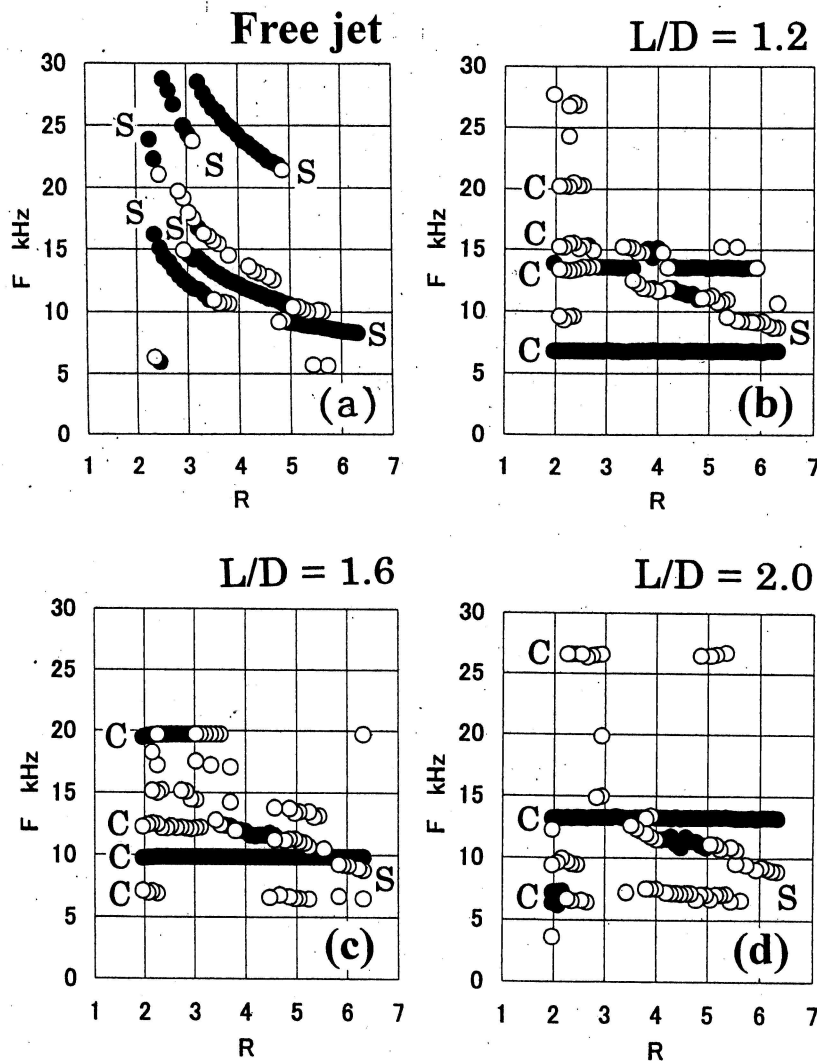 Free jet
30
25
20
15
10
5
0
F kHz
S
S
S
S
S
S
(a)
1 2 3 4 5 6 7
R
L/D = 1.2
30
25
20
15
10
5
0
F kHz
C
C
C
C
S
(b)
1 2 3 4 5 6 7
R
L/D = 1.6
30
25
20
15
10
5
0
F kHz
C
C
C
C
S
(c)
1 2 3 4 5 6 7
R
L/D = 2.0
30
25
20
15
10
5
0
F kHz
C
C
C
S
(d)
1 2 3 4 5 6 7
R